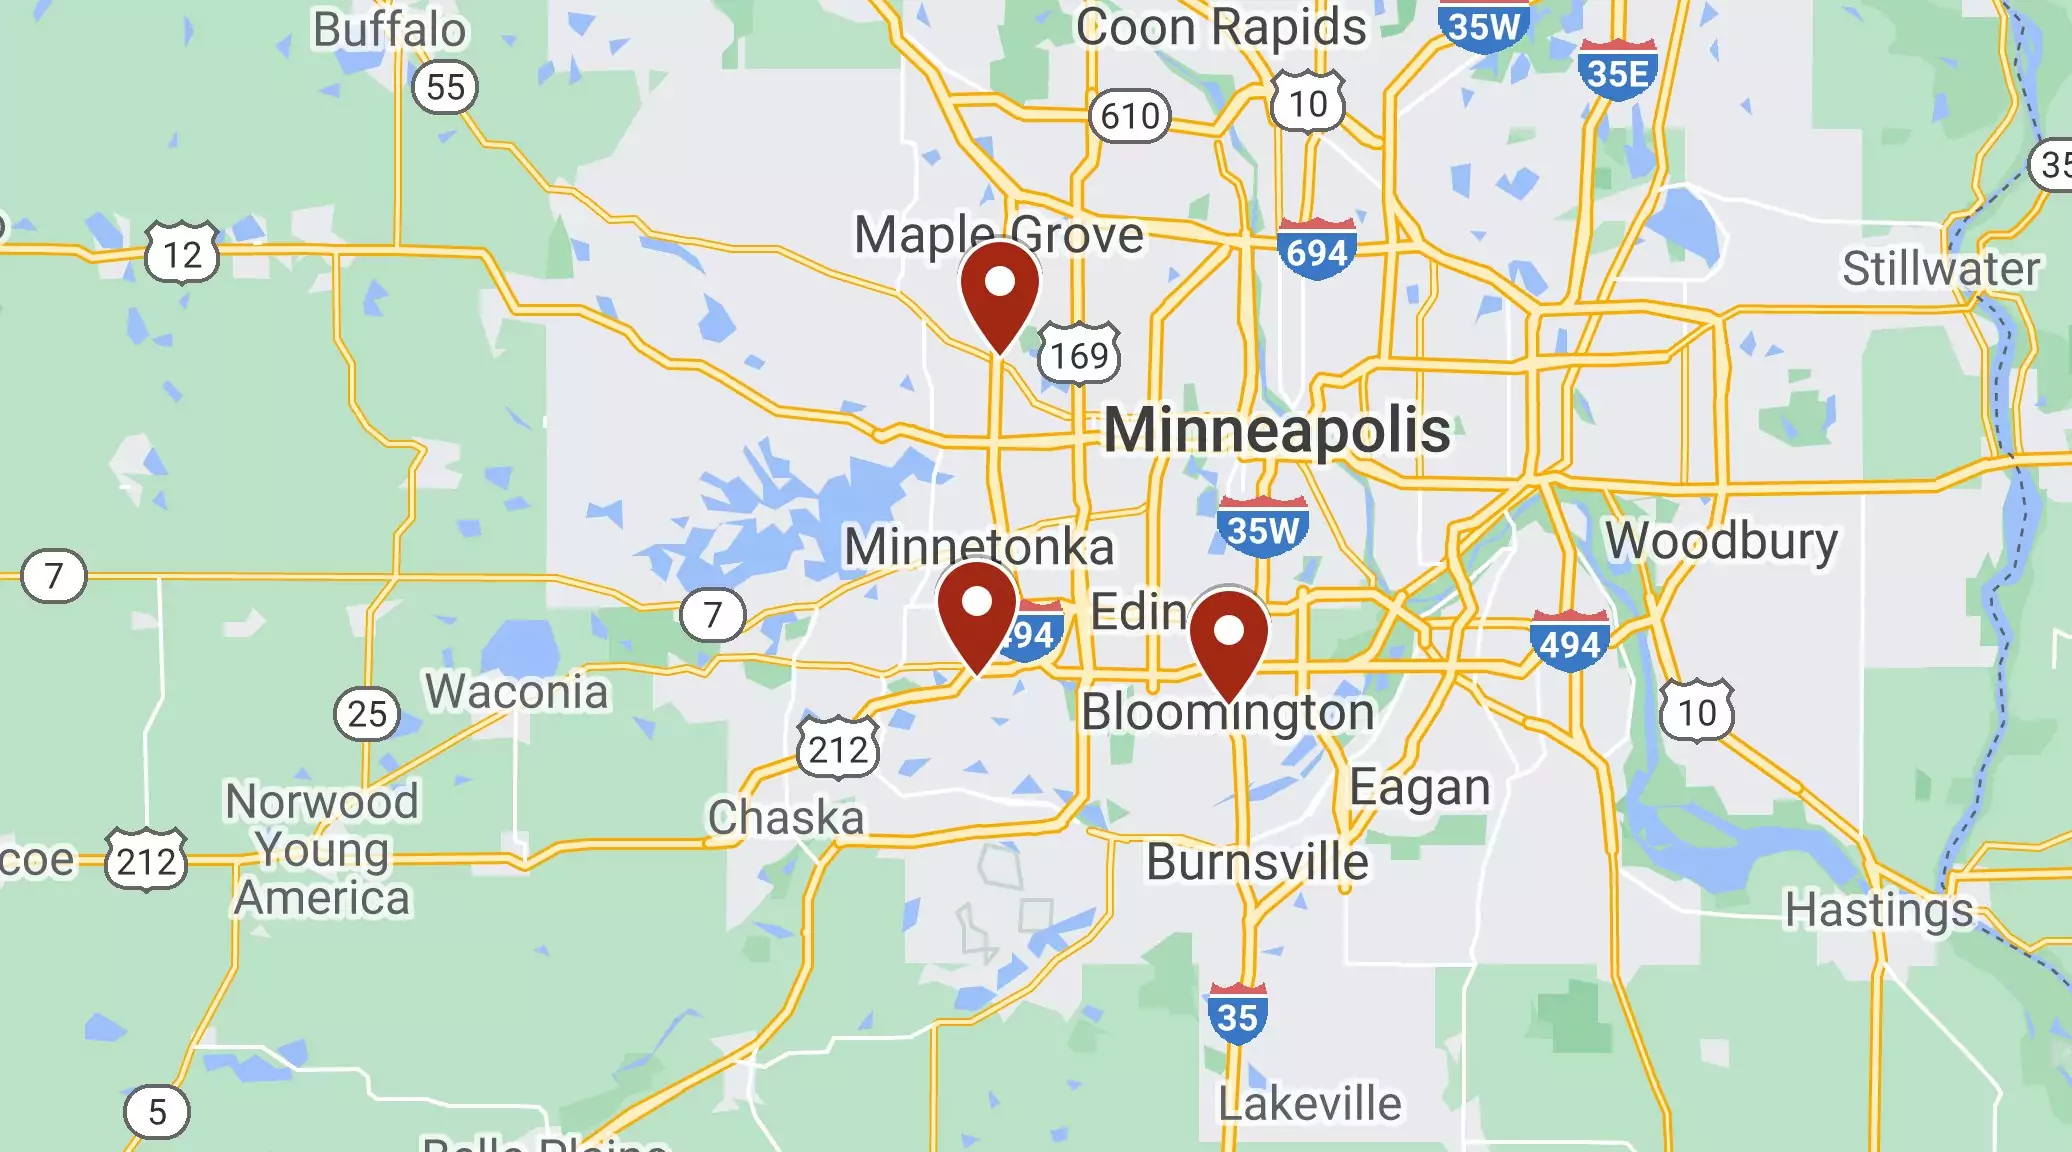 Buffalo
Coon Rapids
35W
35E
55
10
610
35
Maple Grove
12
694
Stillwater
169
Minneapolis
35W
Minnetonka
Woodbury
7
7
494
Edin
494
Waconia
25
Bloomington
10
212
Eagan
Norwood
Young
America
Chaska
coe
212
Burnsville
Hastings
35
5
Lakeville